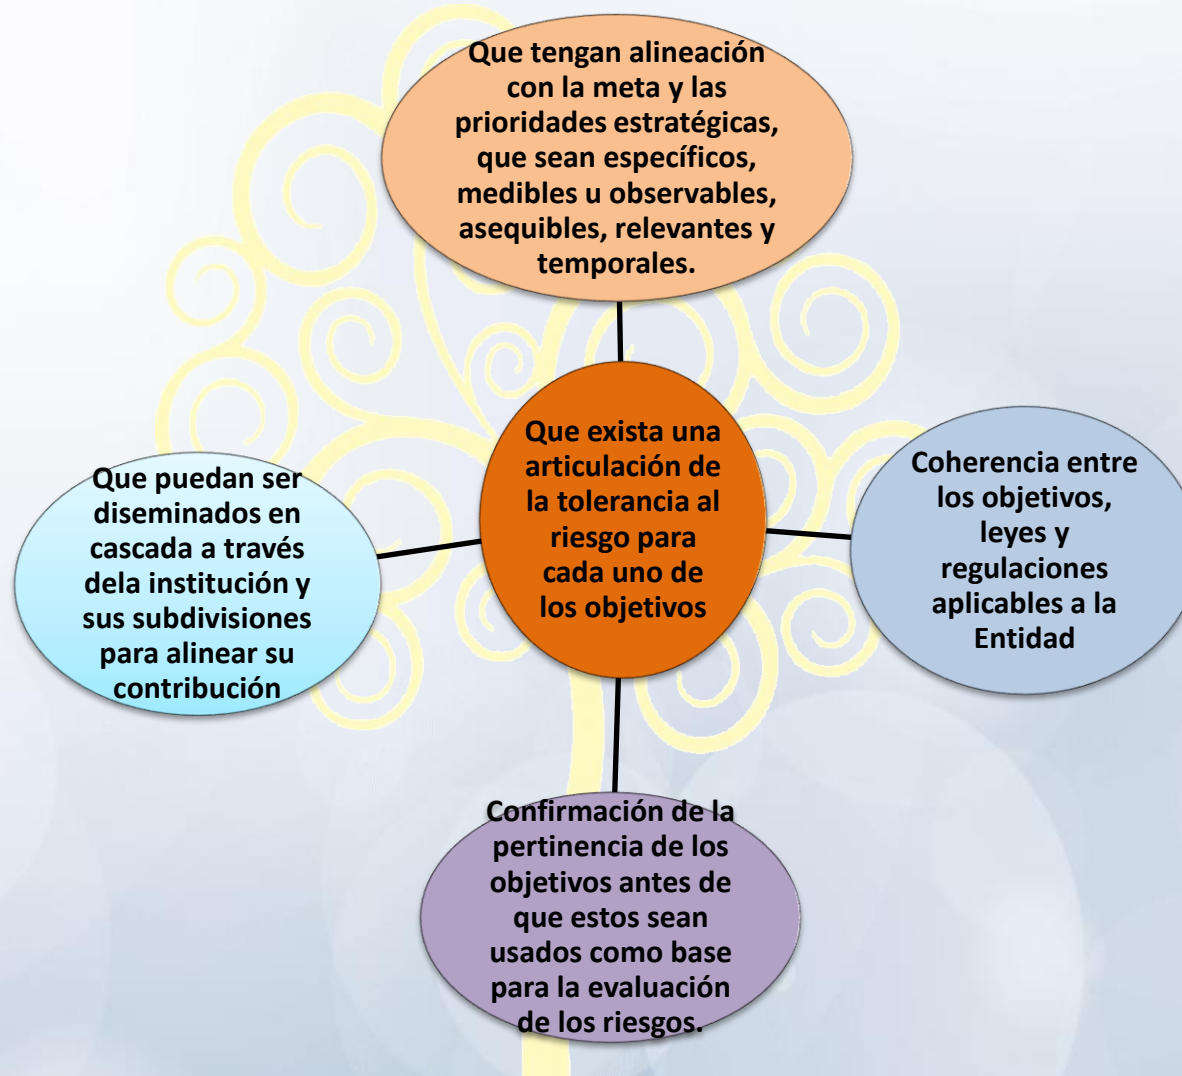 Que tengan alineación
con la meta y las
prioridades estratégicas,
que sean específicos,
medibles u observables,
asequibles, relevantes y
temporales.
Que exista una
articulación de
la tolerancia al
riesgo para
cada uno de
los objetivos
Que puedan ser
diseminados en
cascada a través
dela institución y
sus subdivisiones
para alinear su
contribución
Coherencia entre
los objetivos,
leyes y
regulaciones
aplicables a la
Entidad
Confirmación de la
pertinencia de los
objetivos antes de
que estos sean
usados como base
para la evaluación
de los riesgos.